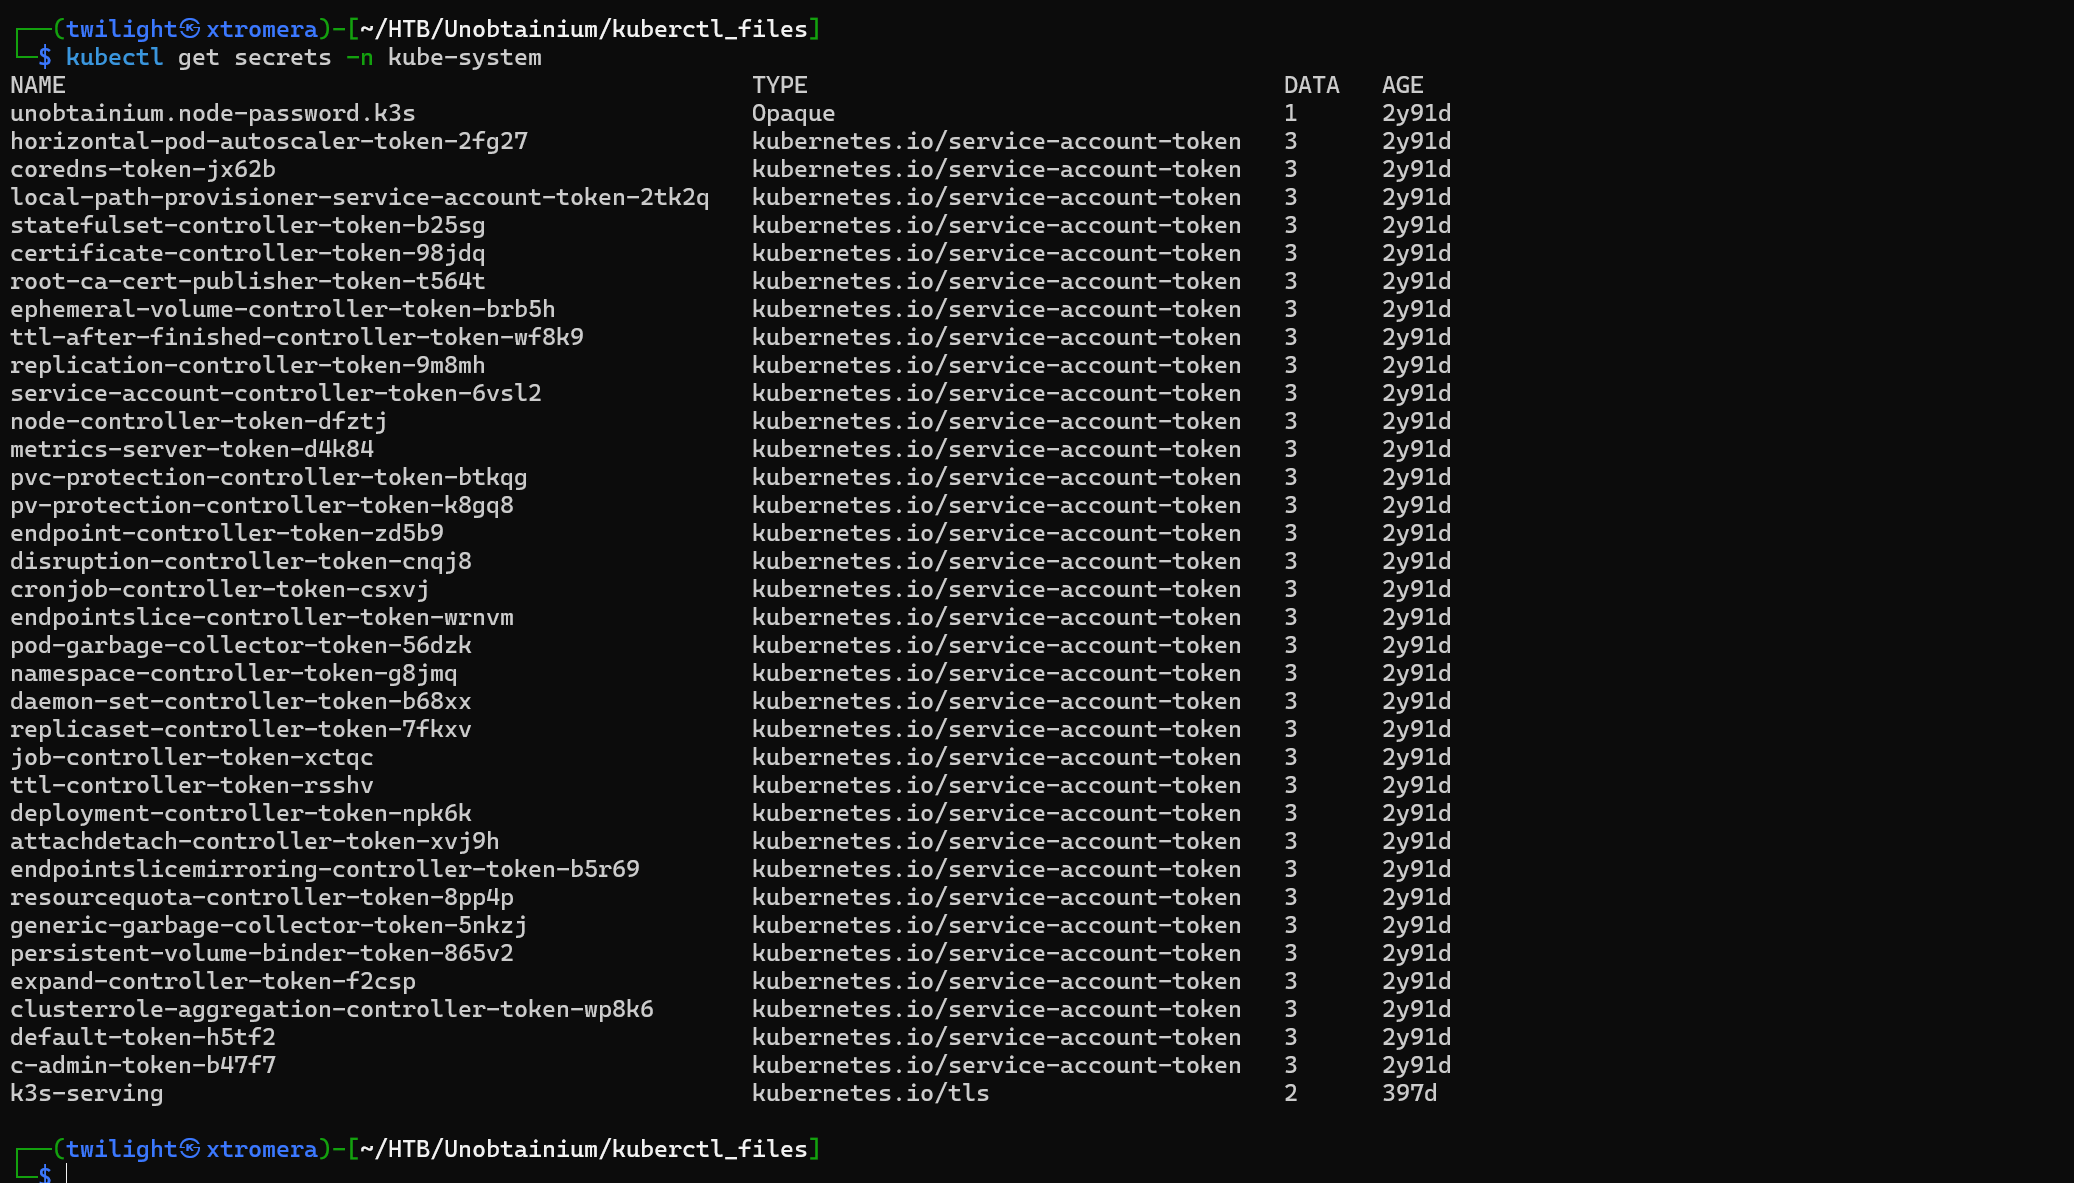 ┌──(twilight㉿xtromera)-[~/HTB/Unobtainium/kuberctl_files]
└─$ kubectl get secrets -n kube-system
NAME TYPE DATA AGE
unobtainium.node-password.k3s Opaque 1 2y91d
horizontal-pod-autoscaler-token-2fg27 kubernetes.io/service-account-token 3 2y91d
coredns-token-jx62b kubernetes.io/service-account-token 3 2y91d
local-path-provisioner-service-account-token-2tk2q kubernetes.io/service-account-token 3 2y91d
statefulset-controller-token-b25sg kubernetes.io/service-account-token 3 2y91d
certificate-controller-token-98jdq kubernetes.io/service-account-token 3 2y91d
root-ca-cert-publisher-token-t564t kubernetes.io/service-account-token 3 2y91d
ephemeral-volume-controller-token-brb5h kubernetes.io/service-account-token 3 2y91d
ttl-after-finished-controller-token-wf8k9 kubernetes.io/service-account-token 3 2y91d
replication-controller-token-9m8mh kubernetes.io/service-account-token 3 2y91d
service-account-controller-token-6vsl2 kubernetes.io/service-account-token 3 2y91d
node-controller-token-dfztj kubernetes.io/service-account-token 3 2y91d
metrics-server-token-d4k84 kubernetes.io/service-account-token 3 2y91d
pvc-protection-controller-token-btkqg kubernetes.io/service-account-token 3 2y91d
pv-protection-controller-token-k8gq8 kubernetes.io/service-account-token 3 2y91d
endpoint-controller-token-zd5b9 kubernetes.io/service-account-token 3 2y91d
disruption-controller-token-cnqj8 kubernetes.io/service-account-token 3 2y91d
cronjob-controller-token-csxvj kubernetes.io/service-account-token 3 2y91d
endpointslice-controller-token-wrnvm kubernetes.io/service-account-token 3 2y91d
pod-garbage-collector-token-56dzk kubernetes.io/service-account-token 3 2y91d
namespace-controller-token-g8jmq kubernetes.io/service-account-token 3 2y91d
daemon-set-controller-token-b68xx kubernetes.io/service-account-token 3 2y91d
replicaset-controller-token-7fkxv kubernetes.io/service-account-token 3 2y91d
job-controller-token-xctqc kubernetes.io/service-account-token 3 2y91d
ttl-controller-token-rsshv kubernetes.io/service-account-token 3 2y91d
deployment-controller-token-npk6k kubernetes.io/service-account-token 3 2y91d
attachdetach-controller-token-xvj9h kubernetes.io/service-account-token 3 2y91d
endpointslicemirroring-controller-token-b5r69 kubernetes.io/service-account-token 3 2y91d
resourcequota-controller-token-8pp4p kubernetes.io/service-account-token 3 2y91d
generic-garbage-collector-token-5nkzj kubernetes.io/service-account-token 3 2y91d
persistent-volume-binder-token-865v2 kubernetes.io/service-account-token 3 2y91d
expand-controller-token-f2csp kubernetes.io/service-account-token 3 2y91d
clusterrole-aggregation-controller-token-wp8k6 kubernetes.io/service-account-token 3 2y91d
default-token-h5tf2 kubernetes.io/service-account-token 3 2y91d
c-admin-token-b47f7 kubernetes.io/service-account-token 3 2y91d
k3s-serving kubernetes.io/tls 2 397d
┌──(twilight㉿xtromera)-[~/HTB/Unobtainium/kuberctl_files]
└─$